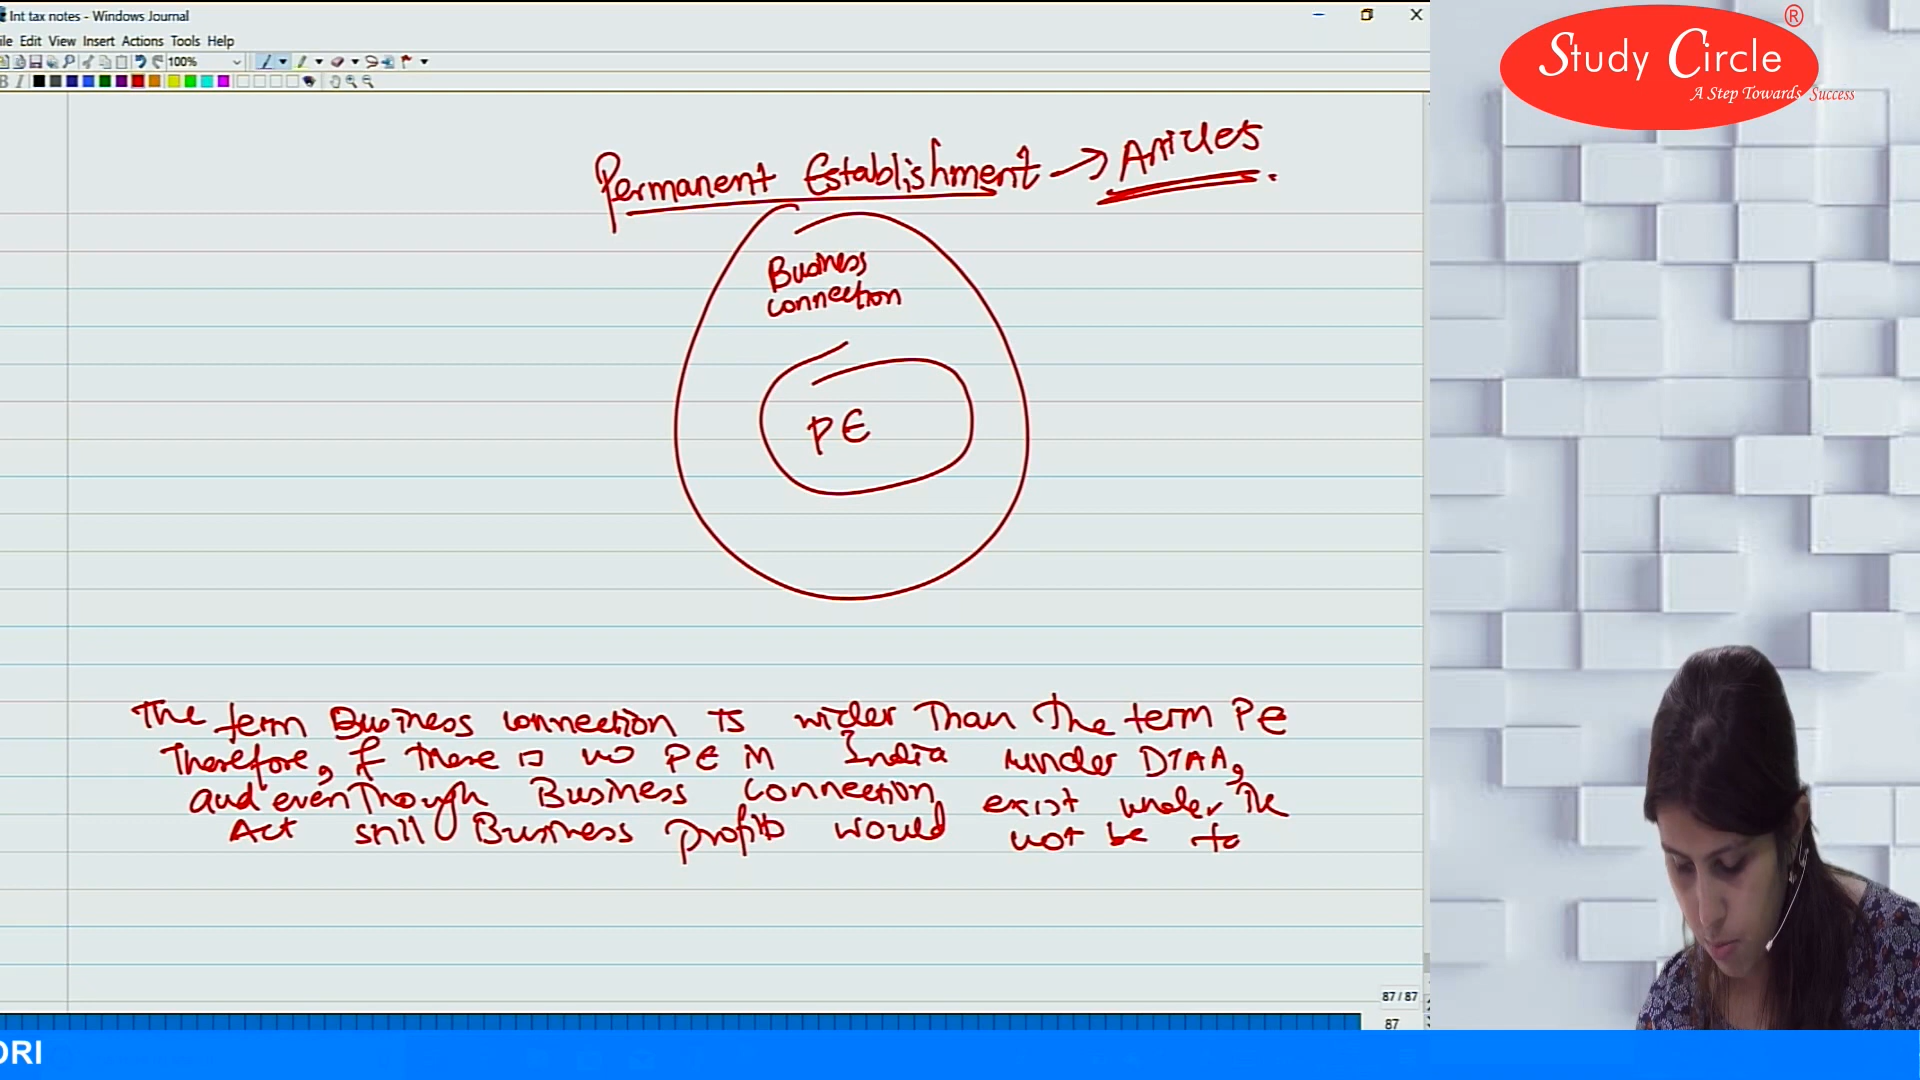 Int tax notes - Windows Journal
ile Edit View Insert Actions Tools Help
100%
B I
Study Circle ®
A Step Towards Success
Permanent Establishment → Articles.
Business
connection
PE
The term Business connection is wider than the term PE
Therefore, if there is no PE in India under DTAA,
and even though Business connection exist under the
Act still Business profits would not be to
87 / 87
87
ORI